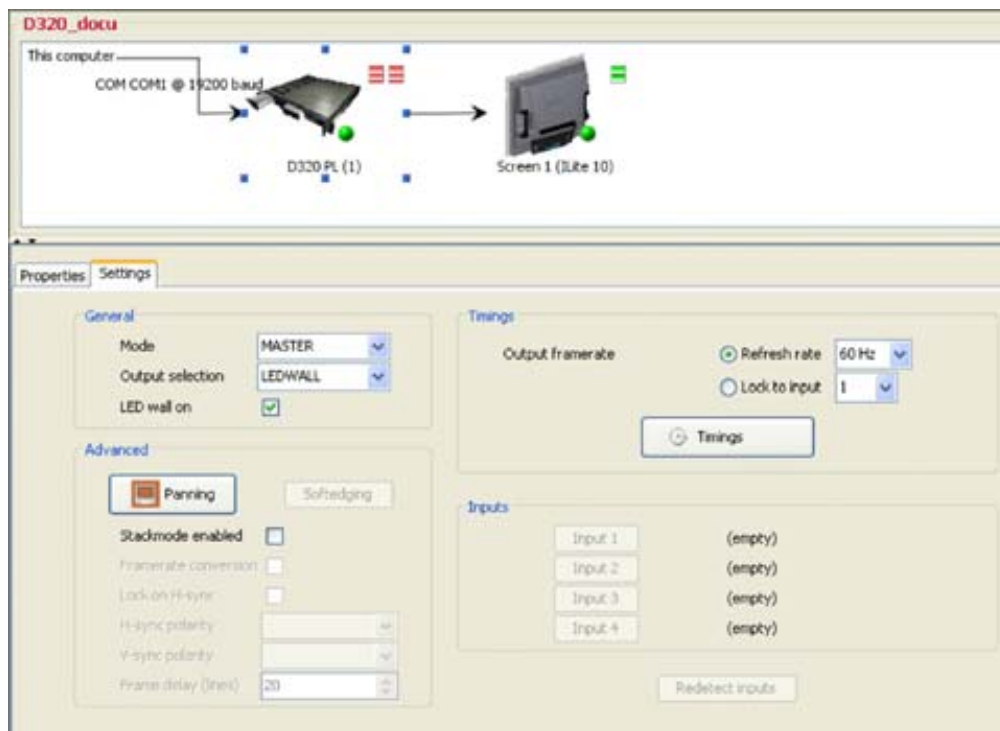 D320_docu
This computer
COM COM1 @ 19200 baud
D320 PL (1)
Screen 1 (ILite 10)
Properties
Settings
General
Mode
MASTER
Output selection
LEDWALL
LED wall on
Timings
Output framerate
Refresh rate
60 Hz
Lock to input
1
Timings
Advanced
Panning
Softedging
Stackmode enabled
Framerate conversion
Lock on H-sync
H-sync polarity
V-sync polarity
Frame delay (lines)
20
Inputs
Input 1 (empty)
Input 2 (empty)
Input 3 (empty)
Input 4 (empty)
Redetect inputs